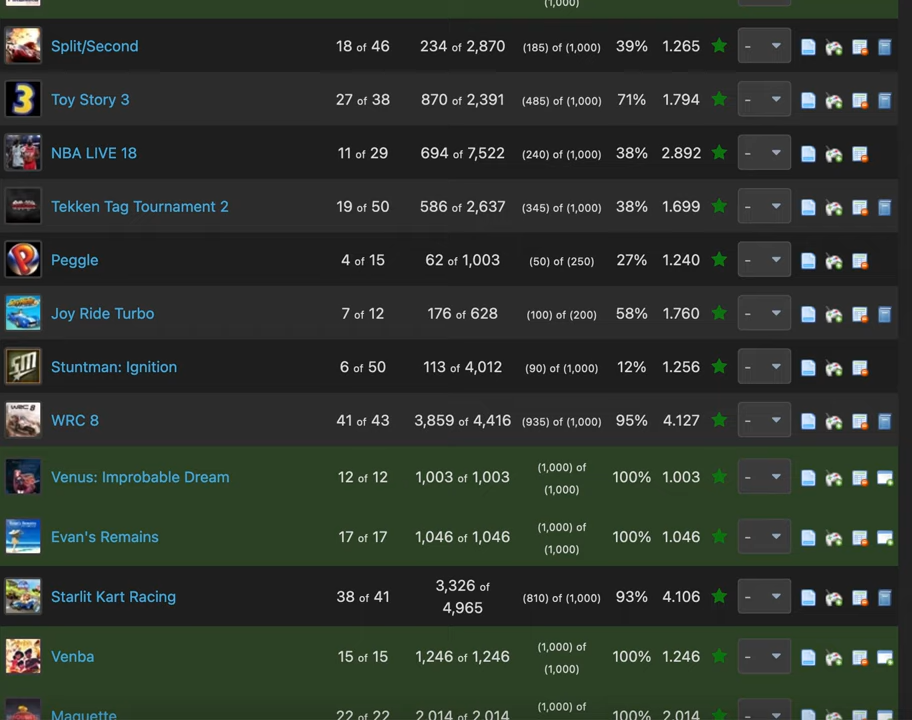 (1,000)
Split/Second 18 of 46 234 of 2,870 (185) of (1,000) 39% 1.265 -
Toy Story 3 27 of 38 870 of 2,391 (485) of (1,000) 71% 1.794 -
NBA LIVE 18 11 of 29 694 of 7,522 (240) of (1,000) 38% 2.892 -
Tekken Tag Tournament 2 19 of 50 586 of 2,637 (345) of (1,000) 38% 1.699 -
Peggle 4 of 15 62 of 1,003 (50) of (250) 27% 1.240 -
Joy Ride Turbo 7 of 12 176 of 628 (100) of (200) 58% 1.760 -
Stuntman: Ignition 6 of 50 113 of 4,012 (90) of (1,000) 12% 1.256 -
WRC 8 41 of 43 3,859 of 4,416 (935) of (1,000) 95% 4.127 -
(1,000) of
Venus: Improbable Dream 12 of 12 1,003 of 1,003 100% 1.003 -
(1,000)
(1,000) of
Evan's Remains 17 of 17 1,046 of 1,046 100% 1.046 -
(1,000)
3,326 of
Starlit Kart Racing 38 of 41 (810) of (1,000) 93% 4.106 -
4,965
(1,000) of
Venba 15 of 15 1,246 of 1,246 100% 1.246 -
(1,000)
(1,000) of
Maquette 22 of 22 2,014 of 2,014 100% 2.014 -